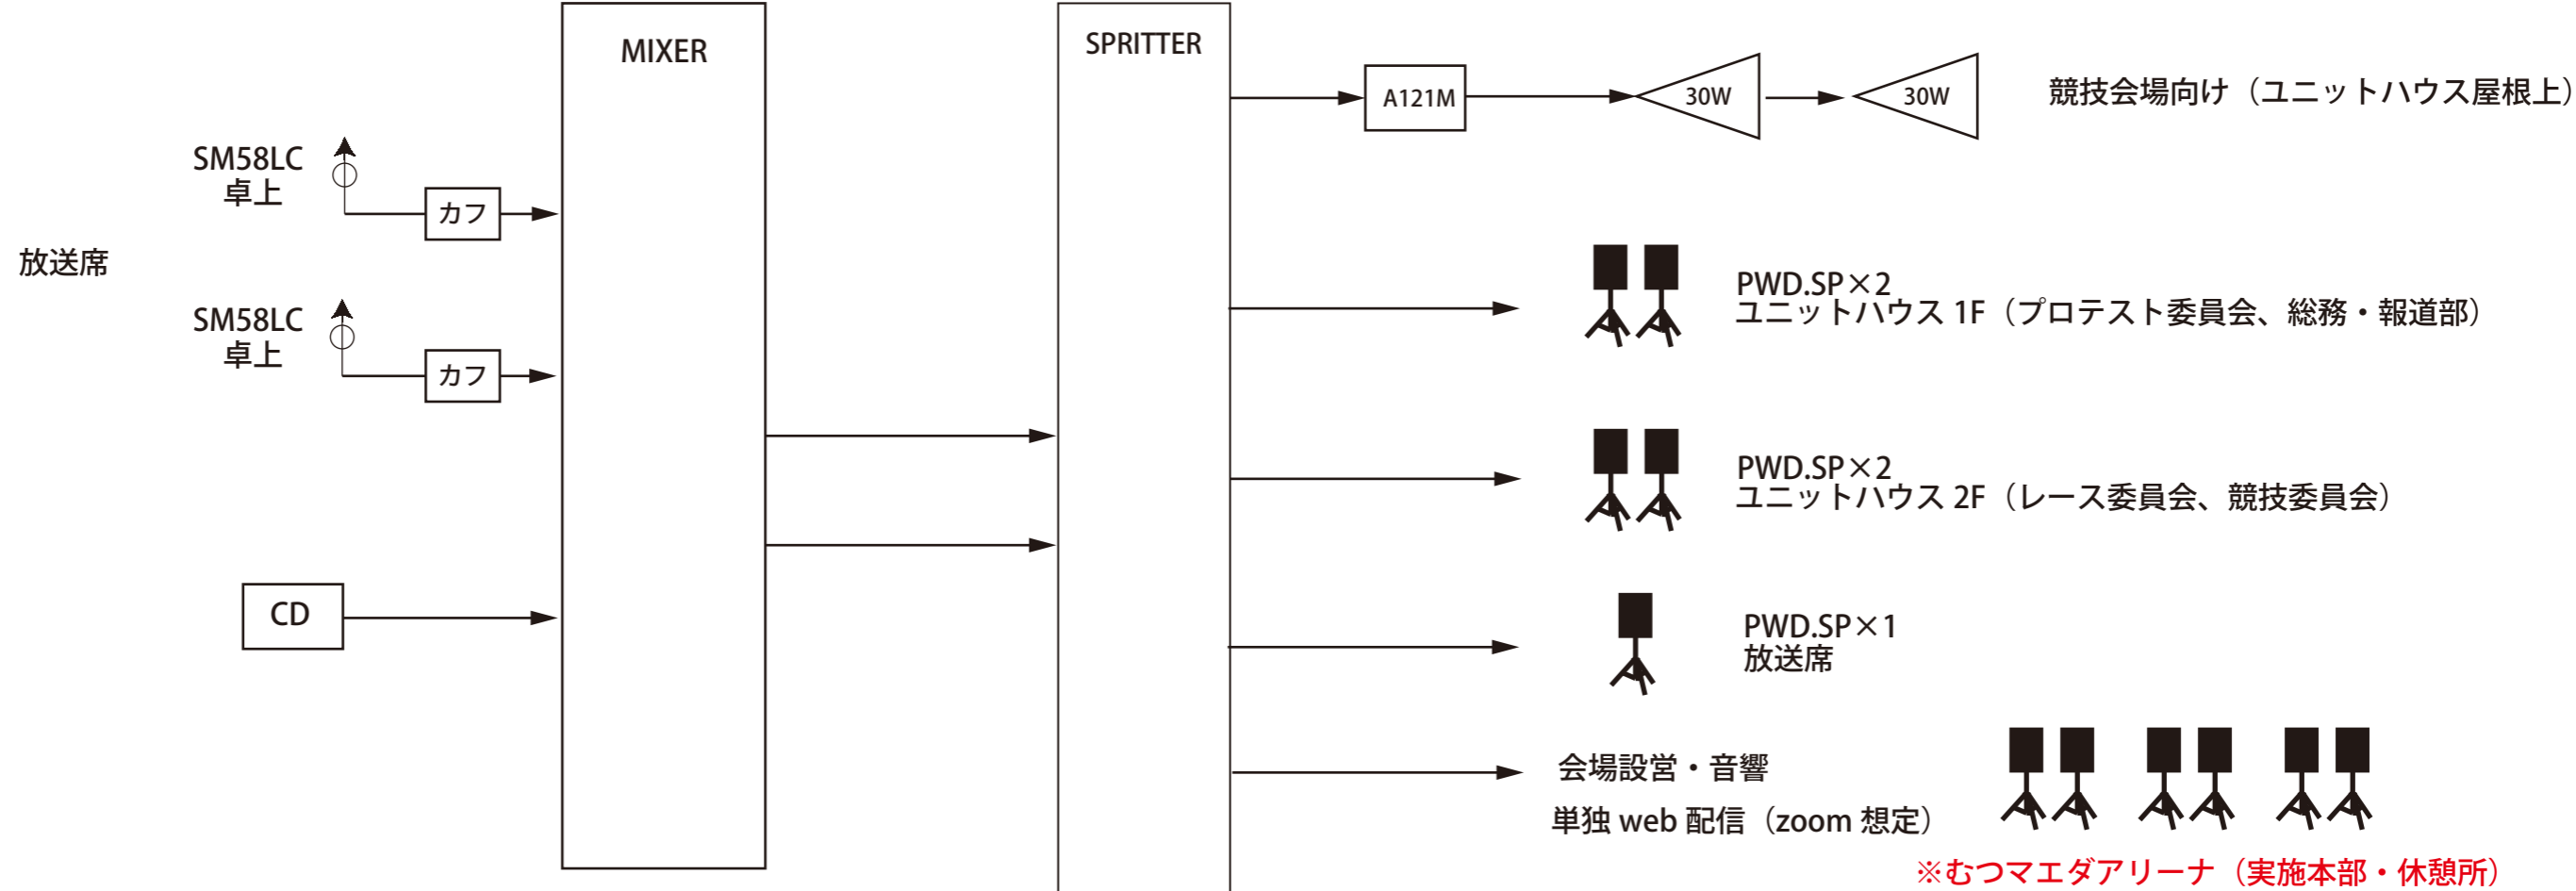 MIXER
SPRITTER
A121M
30W
30W
競技会場向け（ユニットハウス屋根上）
SM58LC
卓上
カフ
放送席
SM58LC
卓上
カフ
CD
PWD.SP×2
ユニットハウス 1F（プロテスト委員会、総務・報道部）
PWD.SP×2
ユニットハウス 2F（レース委員会、競技委員会）
PWD.SP×1
放送席
会場設営・音響
単独 web 配信（zoom 想定）
※むつマエダアリーナ（実施本部・休憩所）